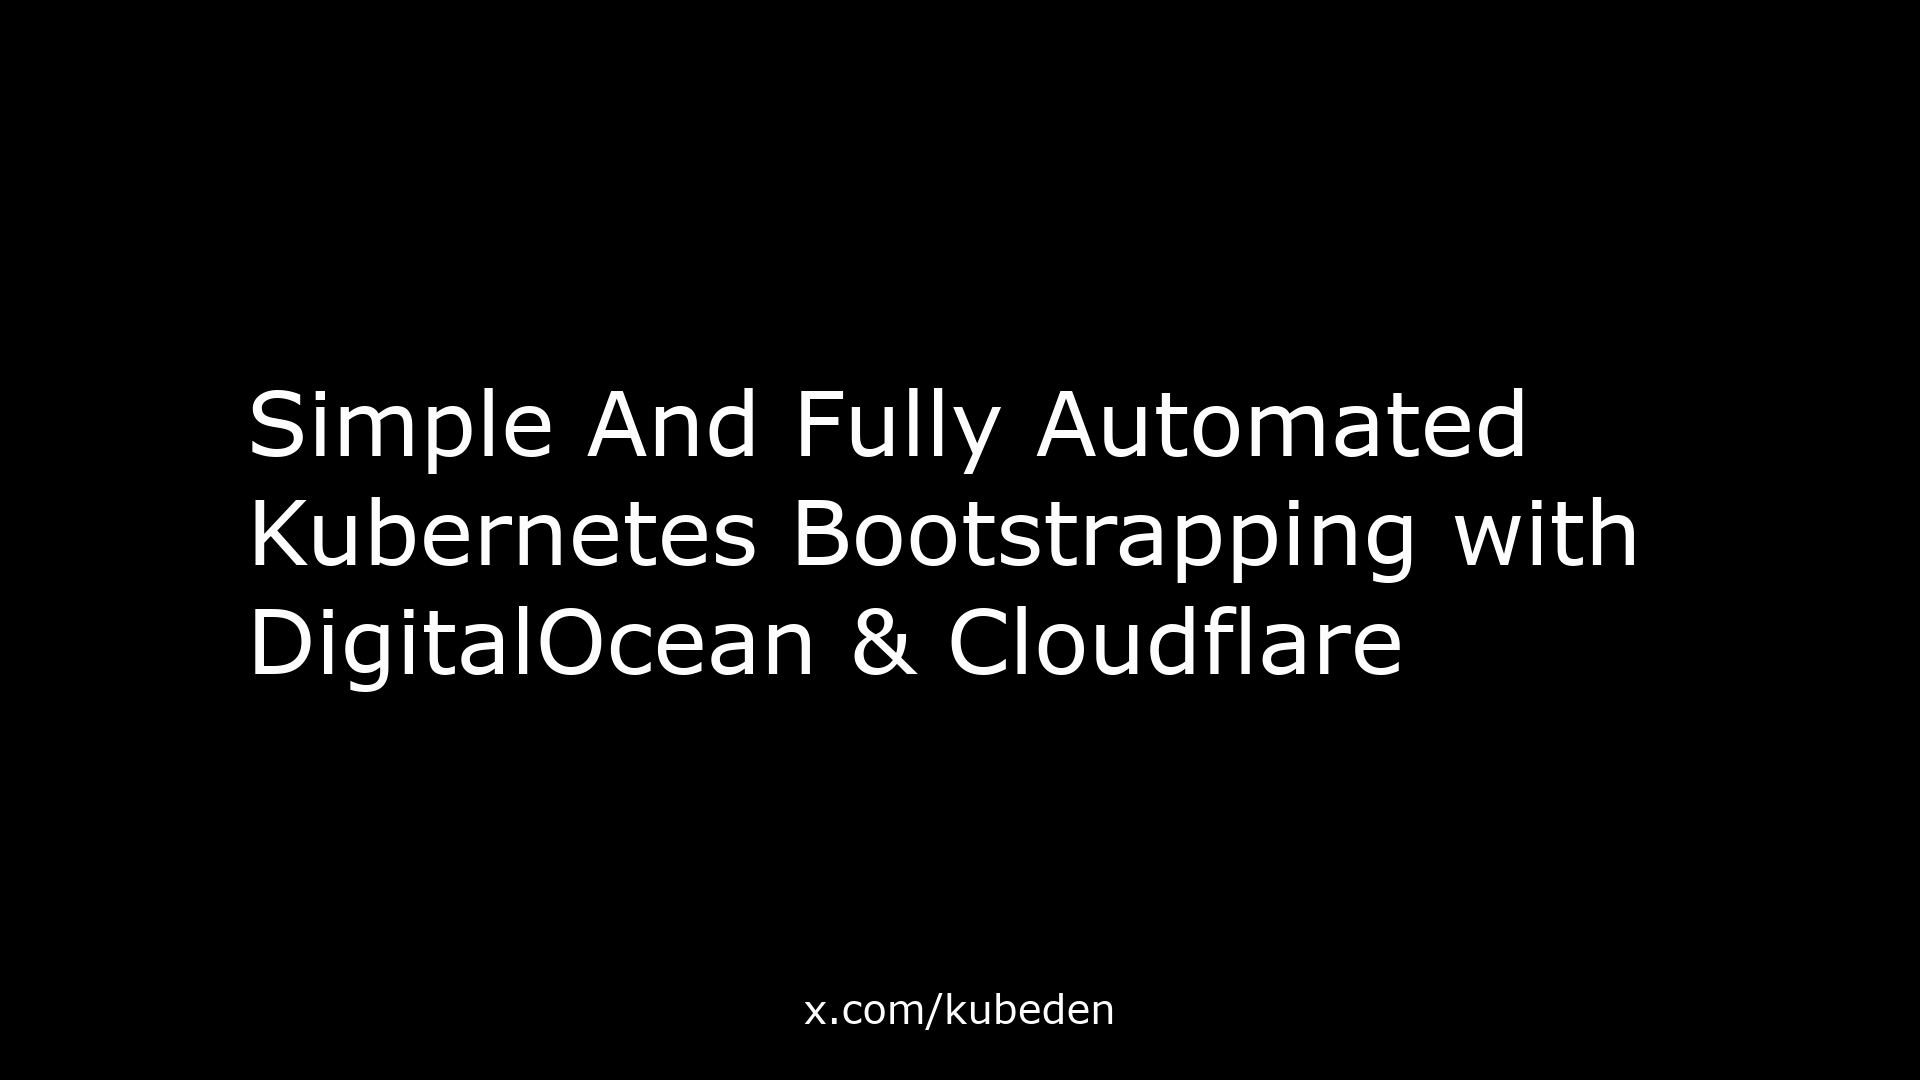 Simple And Fully Automated
Kubernetes Bootstrapping with
DigitalOcean & Cloudflare
x.com/kubeden